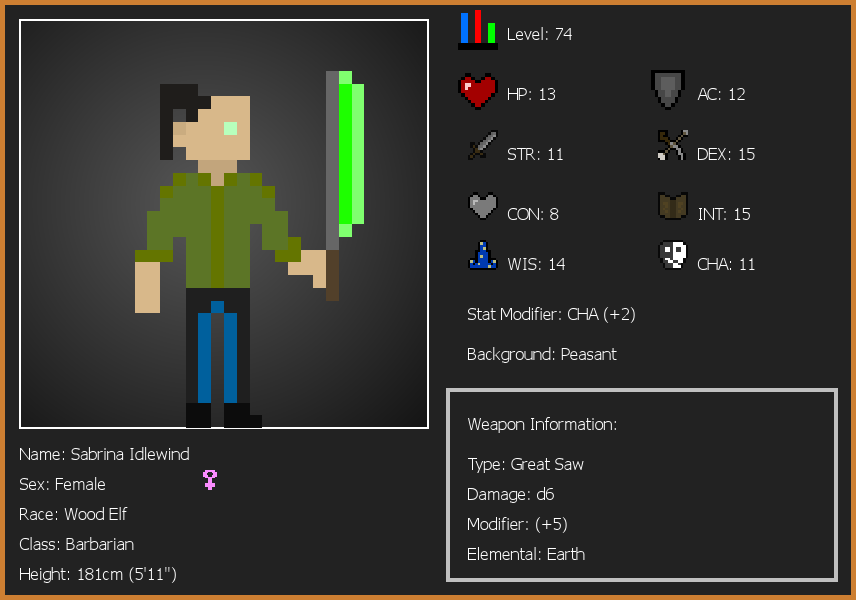 Level: 74
HP: 13
AC: 12
STR: 11
DEX: 15
CON: 8
INT: 15
WIS: 14
CHA: 11
Stat Modifier: CHA (+2)
Background: Peasant
Weapon Information:
Type: Great Saw
Damage: d6
Modifier: (+5)
Elemental: Earth
Name: Sabrina Idlewind
Sex: Female
Race: Wood Elf
Class: Barbarian
Height: 181cm (5'11")